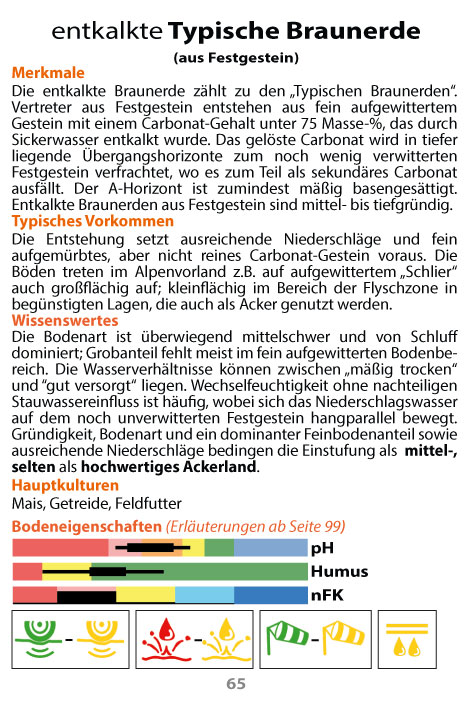 entkalkte Typische Braunerde
(aus Festgestein)
Merkmale
Die entkalkte Braunerde zählt zu den „Typischen Braunerden“.
Vertreter aus Festgestein entstehen aus fein aufgewittertem
Gestein mit einem Carbonat-Gehalt unter 75 Masse-%, das durch
Sickerwasser entkalkt wurde. Das gelöste Carbonat wird in tiefer
liegende Übergangshorizonte zum noch wenig verwitterten
Festgestein verfrachtet, wo es zum Teil als sekundäres Carbonat
ausfällt. Der A-Horizont ist zumindest mäßig basengesättigt.
Entkalkte Braunerden aus Festgestein sind mittel- bis tiefgründig.
Typisches Vorkommen
Die Entstehung setzt ausreichende Niederschläge und fein
aufgemürbtes, aber nicht reines Carbonat-Gestein voraus. Die
Böden treten im Alpenvorland z.B. auf aufgewittertem „Schlier“
auch großflächig auf; kleinflächig im Bereich der Flyschzone in
begünstigten Lagen, die auch als Acker genutzt werden.
Wissenswertes
Die Bodenart ist überwiegend mittelschwer und von Schluff
dominiert; Grobanteil fehlt meist im fein aufgewitterten Bodenbe-
reich. Die Wasserverhältnisse können zwischen „mäßig trocken“
und “gut versorgt“ liegen. Wechselfeuchtigkeit ohne nachteiligen
Stauwassereinfluss ist häufig, wobei sich das Niederschlagswasser
auf dem noch unverwitterten Festgestein hangparallel bewegt.
Gründigkeit, Bodenart und ein dominanter Feinbodenanteil sowie
ausreichende Niederschläge bedingen die Einstufung als mittel-,
selten als hochwertiges Ackerland.
Hauptkulturen
Mais, Getreide, Feldfutter
Bodeneigenschaften (Erläuterungen ab Seite 99)
pH
Humus
nFK
65